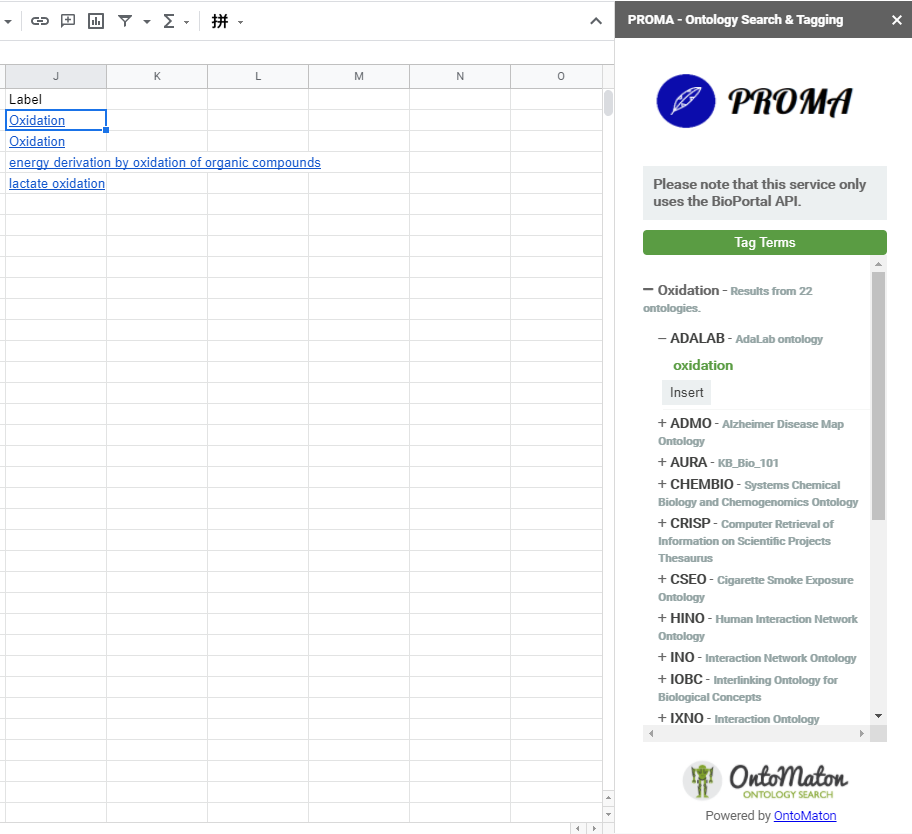 拼
PROMA - Ontology Search & Tagging
J K L M N O
Label
Oxidation
Oxidation
energy derivation by oxidation of organic compounds
lactate oxidation
PROMA
Please note that this service only
uses the BioPortal API.
Tag Terms
— Oxidation - Results from 22
ontologies.
– ADALAB - AdaLab ontology
oxidation
Insert
+ ADMO - Alzheimer Disease Map
Ontology
+ AURA - KB_Bio_101
+ CHEMBIO - Systems Chemical
Biology and Chemogenomics Ontology
+ CRISP - Computer Retrieval of
Information on Scientific Projects
Thesaurus
+ CSEO - Cigarette Smoke Exposure
Ontology
+ HINO - Human Interaction Network
Ontology
+ INO - Interaction Network Ontology
+ IOBC - Interlinking Ontology for
Biological Concepts
+ IXNO - Interaction Ontology
OntoMaton
ONTOLOGY SEARCH
Powered by OntoMaton